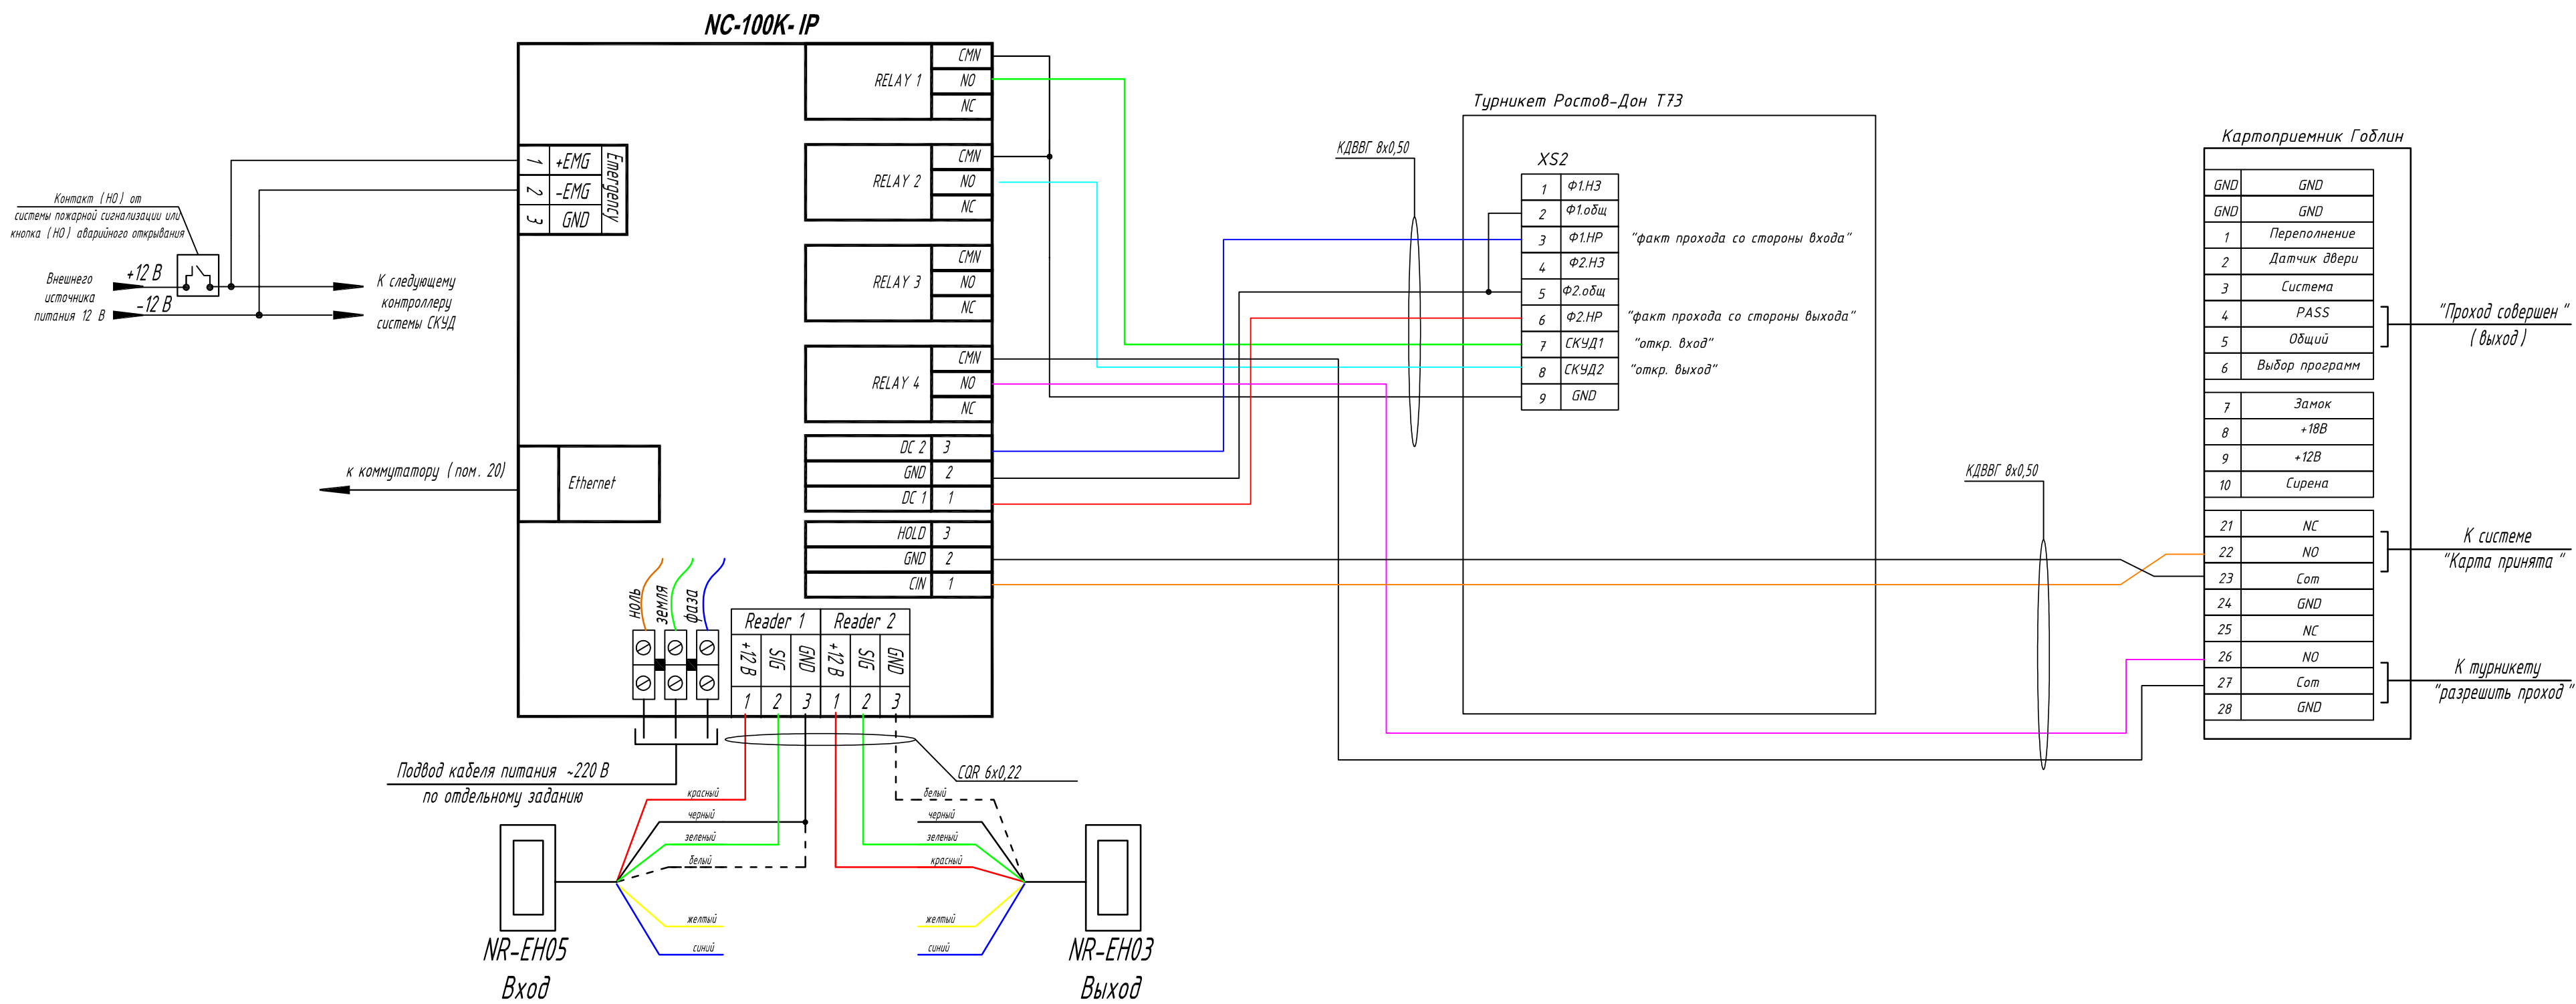 NC-100K-IP
RELAY 1
CMN
NO
NC
RELAY 2
CMN
NO
NC
RELAY 3
CMN
NO
NC
RELAY 4
CMN
NO
NC
DC 2 3
GND 2
DC 1 1
HOLD 3
GND 2
CIN 1
1 +EMG
2 -EMG
3 GND
Emergency
Контакт (НО) от
системы пожарной сигнализации или
кнопка (НО) аварийного открывания
Внешнего
источника
питания 12 В
+12 В
-12 В
К следующему
контроллеру
системы СКУД
к коммутатору (пом. 20)
Ethernet
ноль
земля
фаза
Reader 1
Reader 2
+12 В
SIG
GND
+12 В
SIG
GND
1 2 3 1 2 3
Подвод кабеля питания ~220 В
по отдельному заданию
CQR 6x0,22
красный
черный
зеленый
белый
желтый
синий
NR-EH05
Вход
белый
черный
зеленый
красный
желтый
синий
NR-EH03
Выход
КДВВГ 8х0,50
Турникет Ростов-Дон Т73
XS2
1 Ф1.НЗ
2 Ф1.общ
3 Ф1.НР "факт прохода со стороны входа"
4 Ф2.НЗ
5 Ф2.общ
6 Ф2.НР "факт прохода со стороны выхода"
7 СКУД1 "откр. вход"
8 СКУД2 "откр. выход"
9 GND
КДВВГ 8х0,50
Картоприемник Гоблин
GND GND
GND GND
1 Переполнение
2 Датчик двери
3 Система
4 PASS
5 Общий
6 Выбор программ
7 Замок
8 +18В
9 +12В
10 Сирена
21 NC
22 NO
23 Com
24 GND
25 NC
26 NO
27 Com
28 GND
"Проход совершен"
(выход)
К системе
"Карта принята"
К турникету
"разрешить проход"